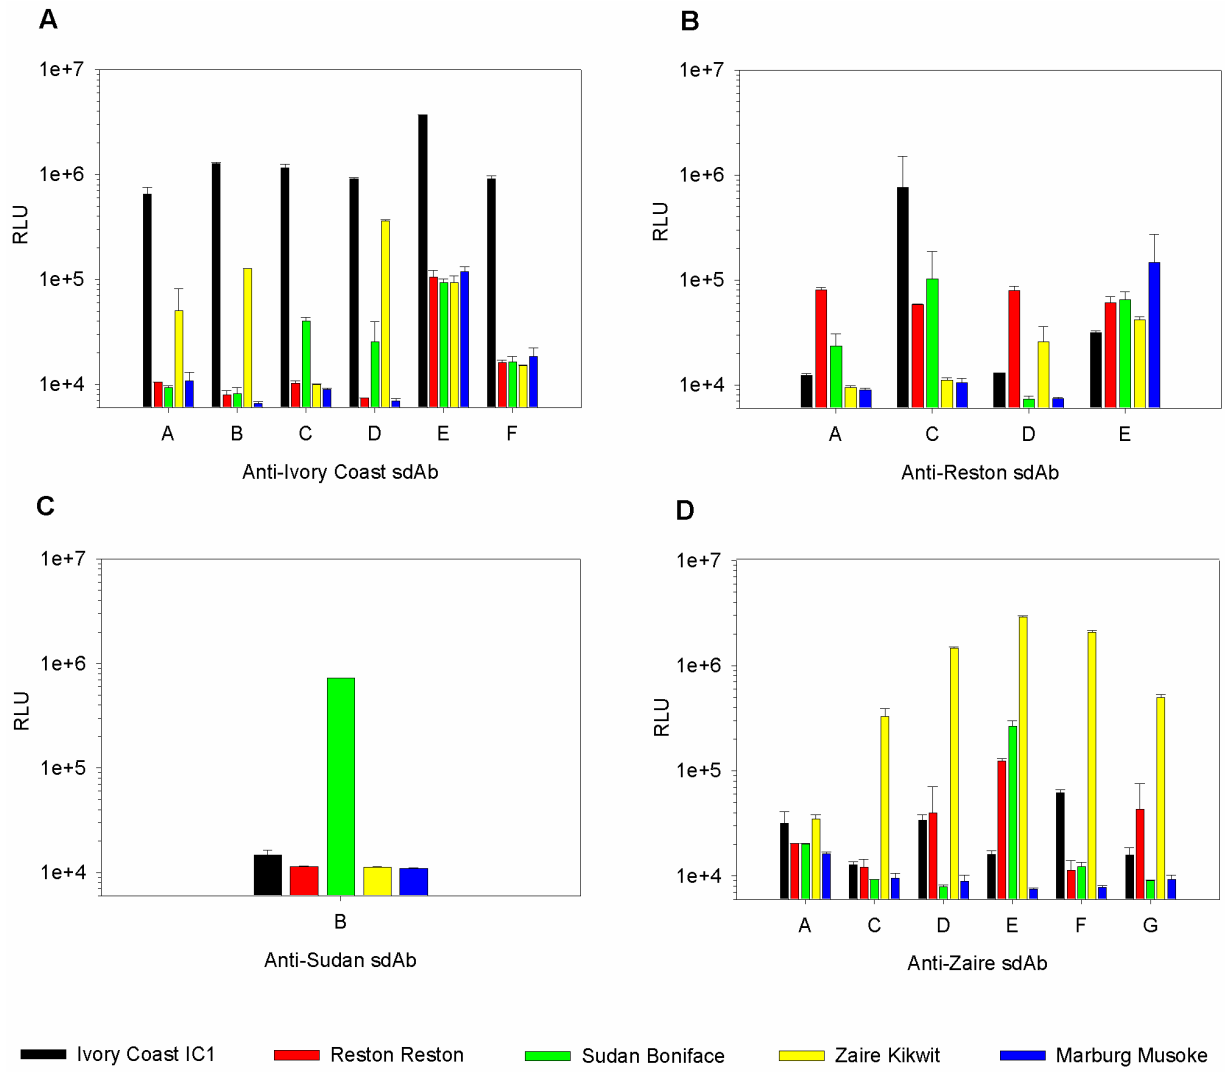 A
1e+7
1e+6
1e+5
1e+4
RLU
A B C D E F
Anti-Ivory Coast sdAb
B
1e+7
1e+6
1e+5
1e+4
RLU
A C D E
Anti-Reston sdAb
C
1e+7
1e+6
1e+5
1e+4
RLU
B
Anti-Sudan sdAb
D
1e+7
1e+6
1e+5
1e+4
RLU
A C D E F G
Anti-Zaire sdAb
Ivory Coast IC1 Reston Reston Sudan Boniface Zaire Kikwit Marburg Musoke